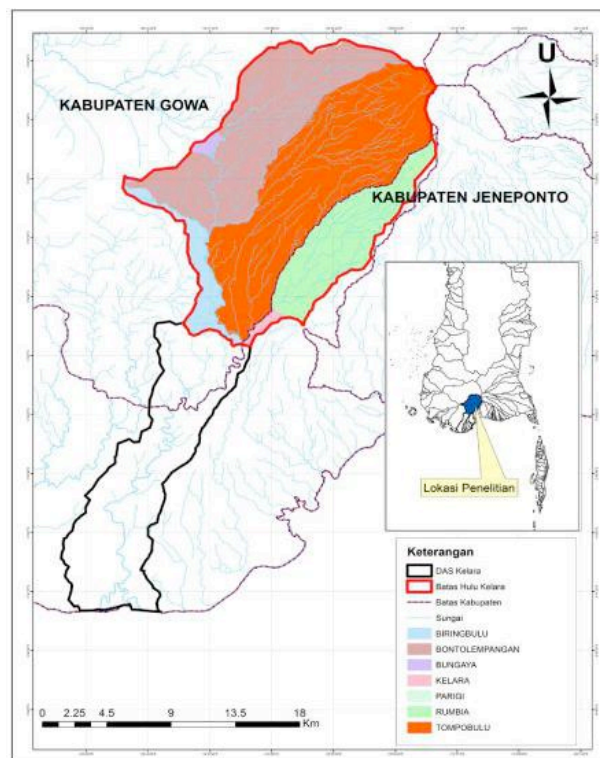 KABUPATEN GOWA
U
KABUPATEN JENEPONTO
Lokasi Penelitian
Keterangan
DAS Kelara
Batas Hulu Kelara
Batas Kabupaten
Sungai
BIRINGBULU
BONTOLEMPANGAN
BUNGAYA
KELARA
PARIGI
RUMBIA
TOMPOBULU
0 2.25 4.5 9 13.5 18
Km